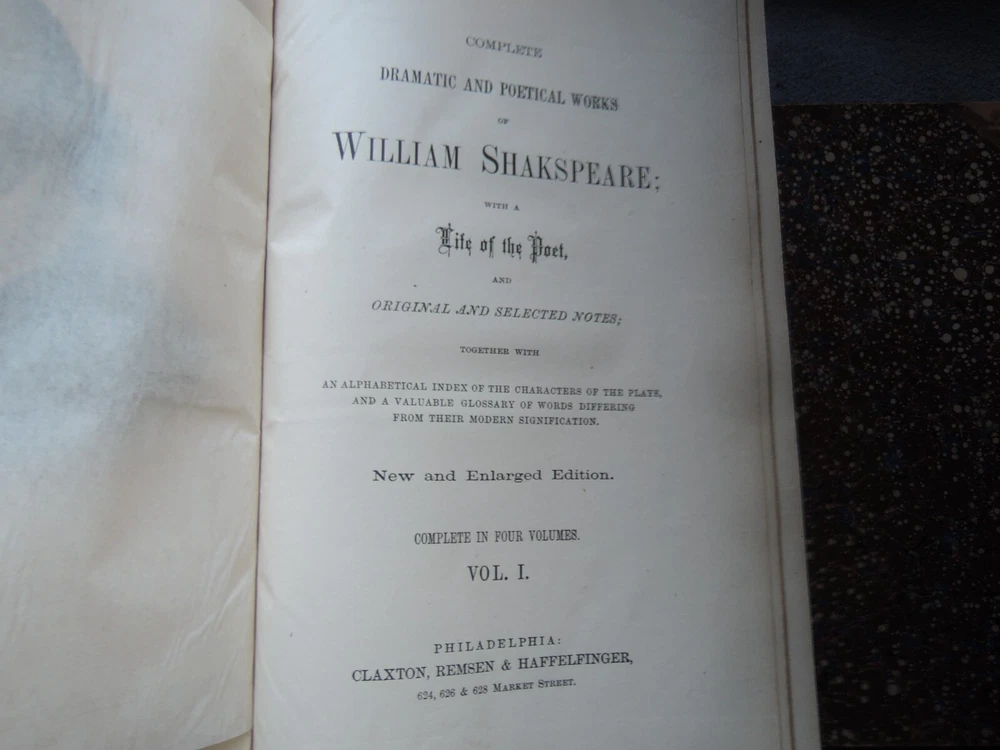 COMPLETE
DRAMATIC AND POETICAL WORKS
OF
WILLIAM SHAKSPEARE;
WITH A
Life of the Poet,
AND
ORIGINAL AND SELECTED NOTES;
TOGETHER WITH
AN ALPHABETICAL INDEX OF THE CHARACTERS OF THE PLAYS,
AND A VALUABLE GLOSSARY OF WORDS DIFFERING
FROM THEIR MODERN SIGNIFICATION.
New and Enlarged Edition.
COMPLETE IN FOUR VOLUMES.
VOL. I.
PHILADELPHIA:
CLAXTON, REMSEN & HAFFELFINGER,
624, 626 & 628 MARKET STREET.